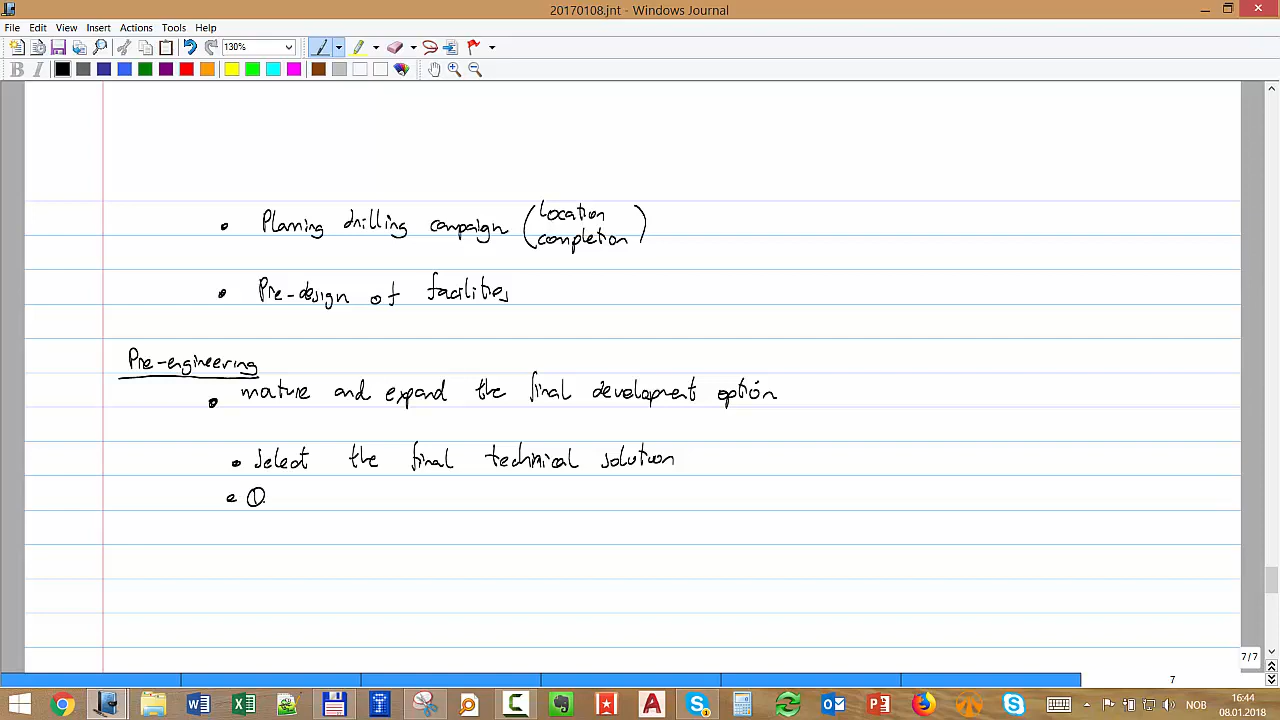 20170108.jnt - Windows Journal
File Edit View Insert Actions Tools Help
130%
• Planing drilling campaign (Location
completion)
• Pre-design of facilities
Pre-engineering
• mature and expand the final development option
• Select the final technical solution
•
7/7
7
NOB
16:44
08.01.2018